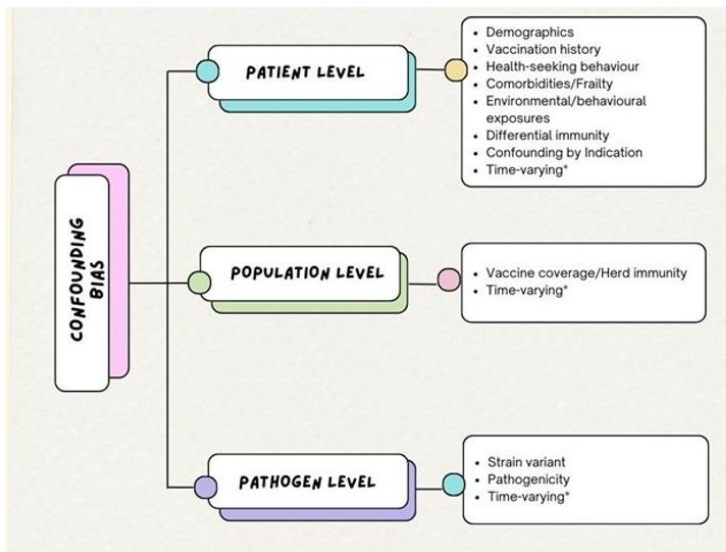 CONFOUNDING
BIAS
PATIENT LEVEL
• Demographics
• Vaccination history
• Health-seeking behaviour
• Comorbidities/Frailty
• Environmental/behavioural
exposures
• Differential immunity
• Confounding by Indication
• Time-varying*
POPULATION LEVEL
• Vaccine coverage/Herd immunity
• Time-varying*
PATHOGEN LEVEL
• Strain variant
• Pathogenicity
• Time-varying*